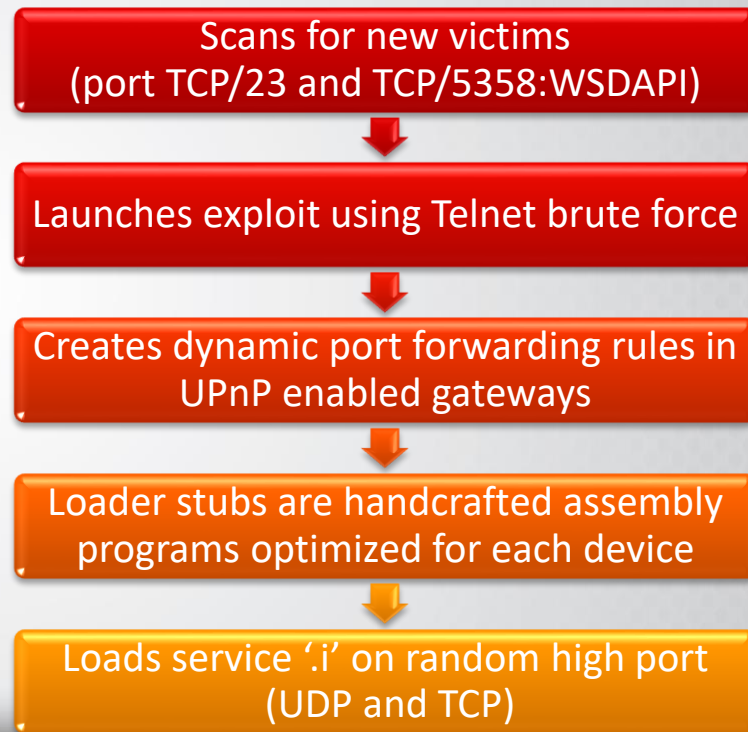 Scans for new victims
(port TCP/23 and TCP/5358:WSDAPI)
Launches exploit using Telnet brute force
Creates dynamic port forwarding rules in
UPnP enabled gateways
Loader stubs are handcrafted assembly
programs optimized for each device
Loads service ‘.i’ on random high port
(UDP and TCP)